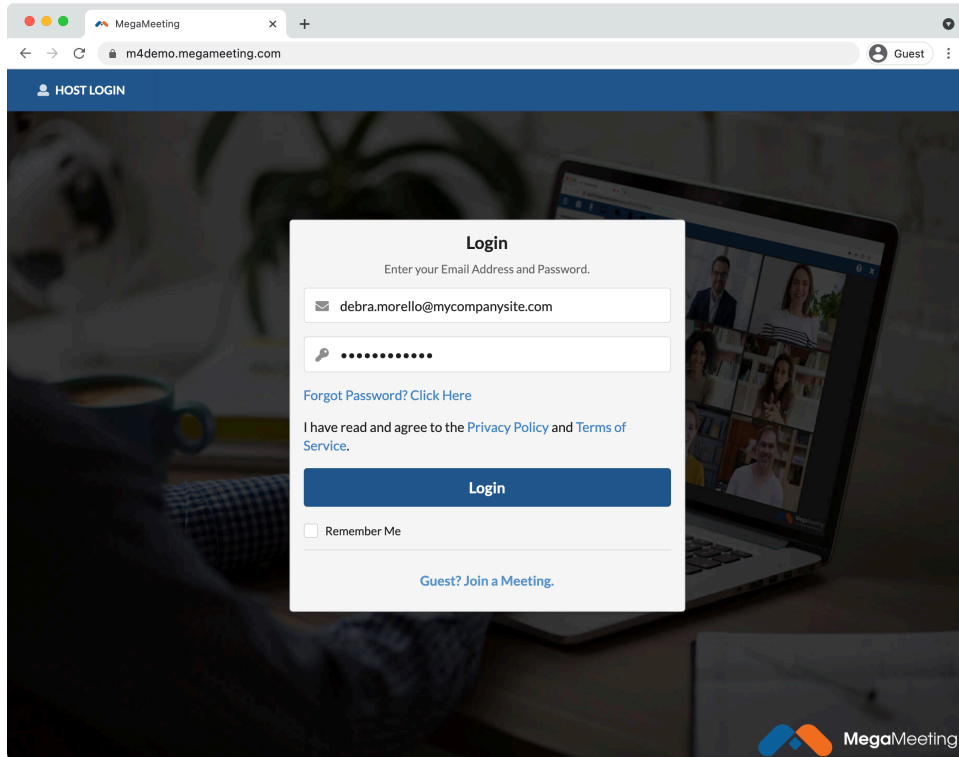 MegaMeeting
m4demo.megameeting.com
Guest
HOST LOGIN
Login
Enter your Email Address and Password.
debra.morello@mycompanysite.com
••••••••••••
Forgot Password? Click Here
I have read and agree to the Privacy Policy and Terms of
Service.
Login
Remember Me
Guest? Join a Meeting.
MegaMeeting